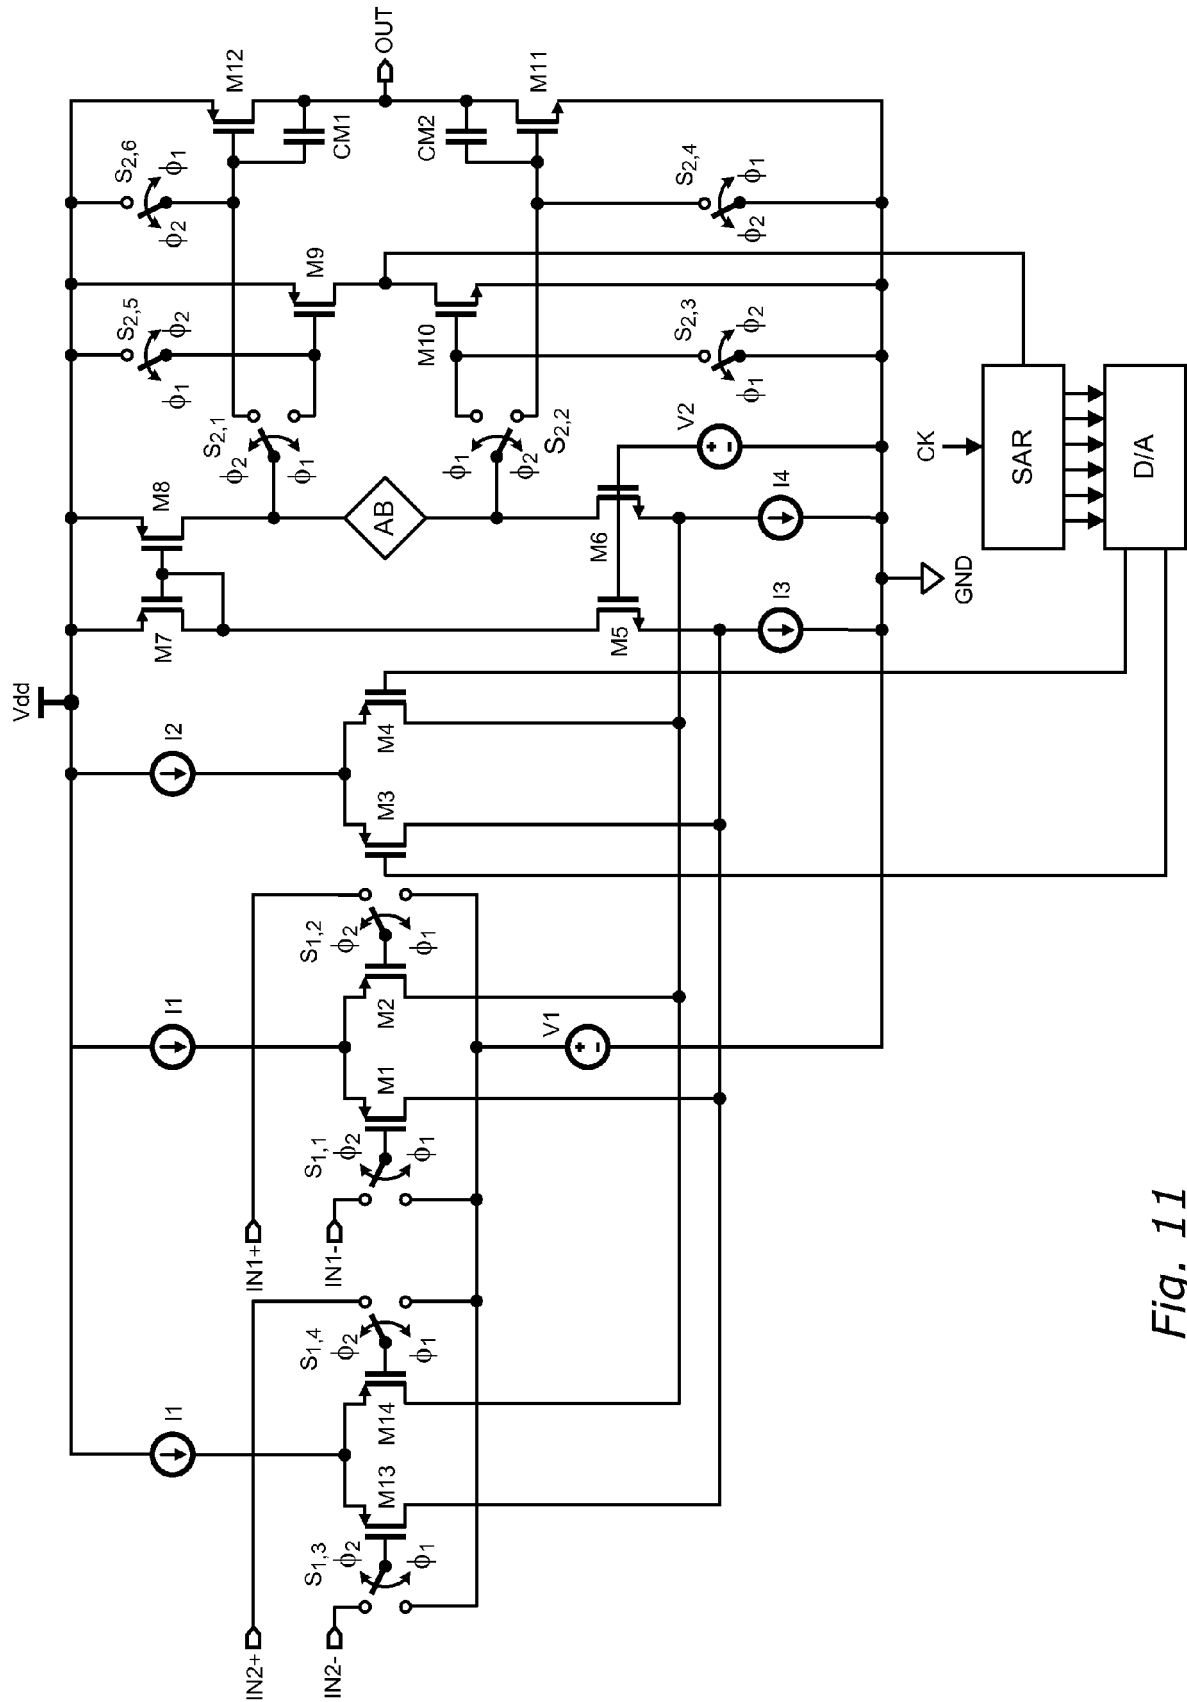 Vdd
M12
OUT
M11
CM1
CM2
S2,6
ϕ1
ϕ2
S2,4
ϕ1
ϕ2
M9
M10
S2,5
ϕ2
ϕ1
S2,3
ϕ2
ϕ1
S2,1
ϕ2
ϕ1
S2,2
ϕ1
ϕ2
V2
+
-
M8
AB
M6
I4
M7
M5
I3
GND
CK
SAR
D/A
I2
M4
M3
S1,2
ϕ2
ϕ1
I1
M2
M1
V1
+
-
S1,1
ϕ2
ϕ1
IN1+
IN1-
S1,4
ϕ2
ϕ1
I1
M14
M13
S1,3
ϕ2
ϕ1
IN2+
IN2-
Fig. 11